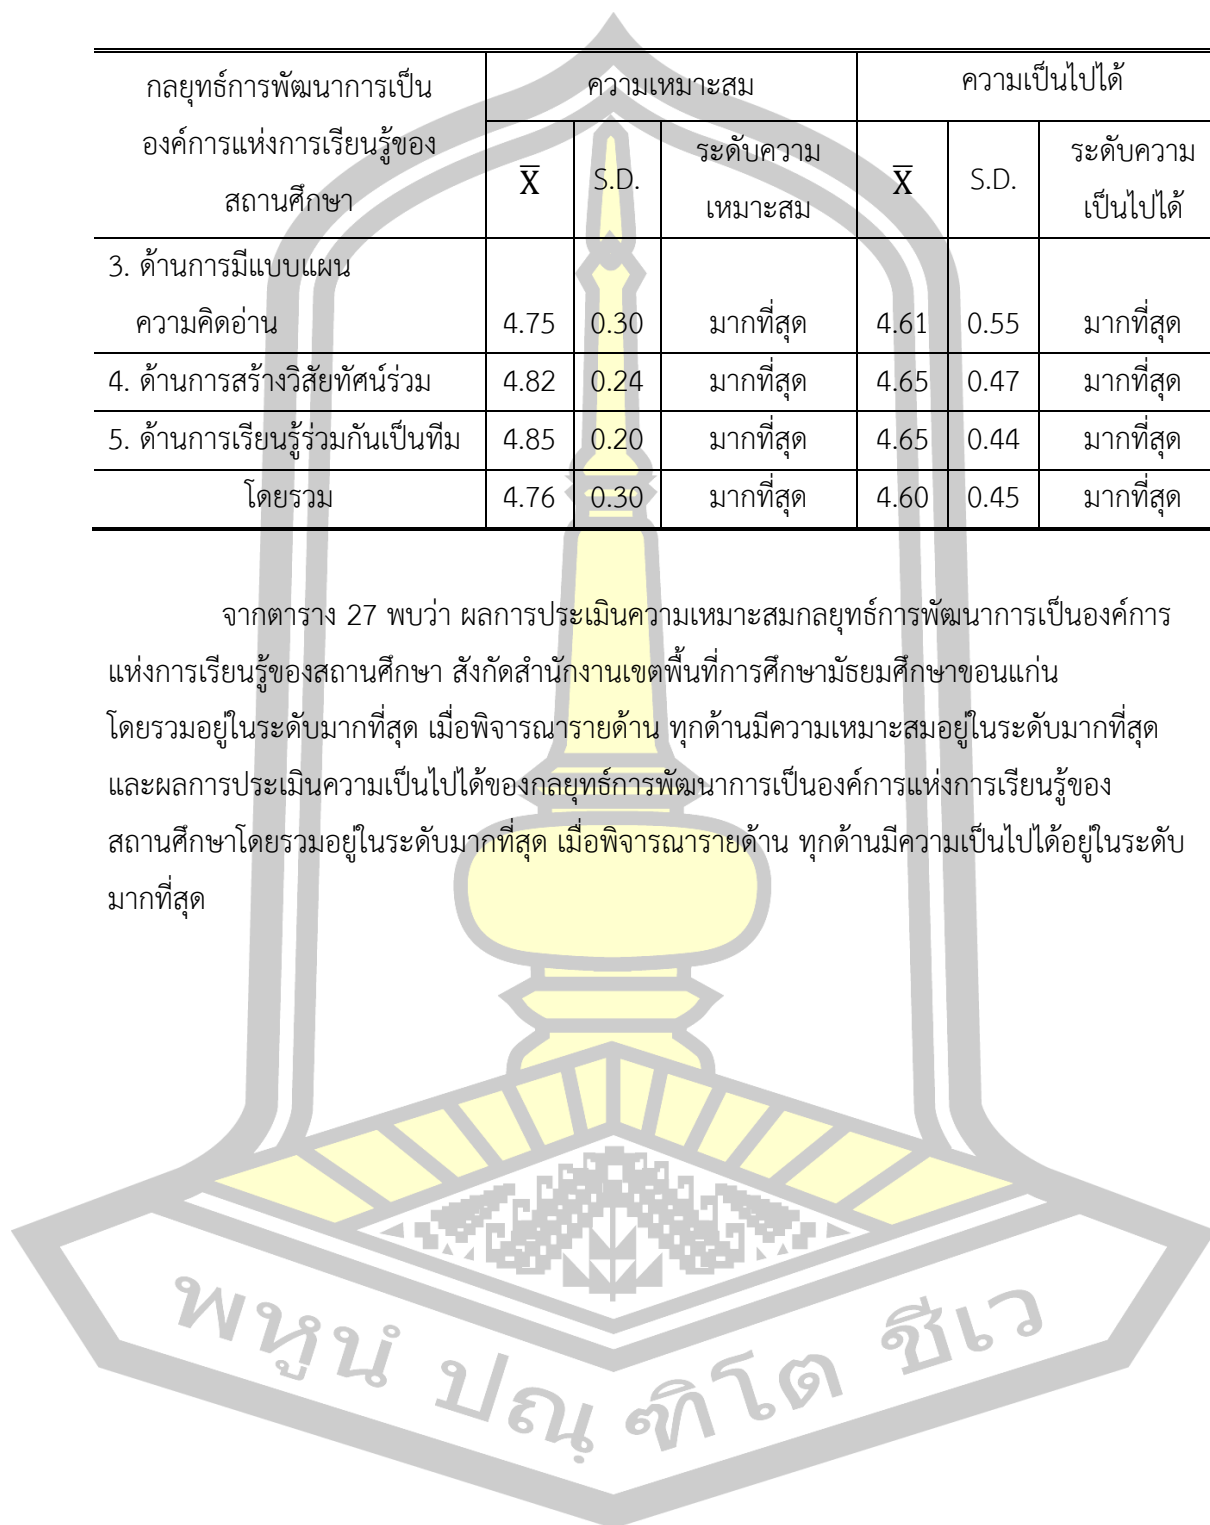 กลยุทธ์การพัฒนาการเป็น องค์การแห่งการเรียนรู้ของ สถานศึกษา ความเหมาะสม ความเป็นไปได้
X̅ S.D. ระดับความ เหมาะสม X̅ S.D. ระดับความ เป็นไปได้
3. ด้านการมีแบบแผน
ความคิดอ่าน 4.75 0.30 มากที่สุด 4.61 0.55 มากที่สุด
4. ด้านการสร้างวิสัยทัศน์ร่วม 4.82 0.24 มากที่สุด 4.65 0.47 มากที่สุด
5. ด้านการเรียนรู้ร่วมกันเป็นทีม 4.85 0.20 มากที่สุด 4.65 0.44 มากที่สุด
โดยรวม 4.76 0.30 มากที่สุด 4.60 0.45 มากที่สุด
จากตาราง 27 พบว่า ผลการประเมินความเหมาะสมกลยุทธ์การพัฒนาการเป็นองค์การ
แห่งการเรียนรู้ของสถานศึกษา สังกัดสำนักงานเขตพื้นที่การศึกษามัธยมศึกษาขอนแก่น
โดยรวมอยู่ในระดับมากที่สุด เมื่อพิจารณารายด้าน ทุกด้านมีความเหมาะสมอยู่ในระดับมากที่สุด
และผลการประเมินความเป็นไปได้ของกลยุทธ์การพัฒนาการเป็นองค์การแห่งการเรียนรู้ของ
สถานศึกษาโดยรวมอยู่ในระดับมากที่สุด เมื่อพิจารณารายด้าน ทุกด้านมีความเป็นไปได้อยู่ในระดับ
มากที่สุด
พหูนํ ปณฺฑิโต ชีเว